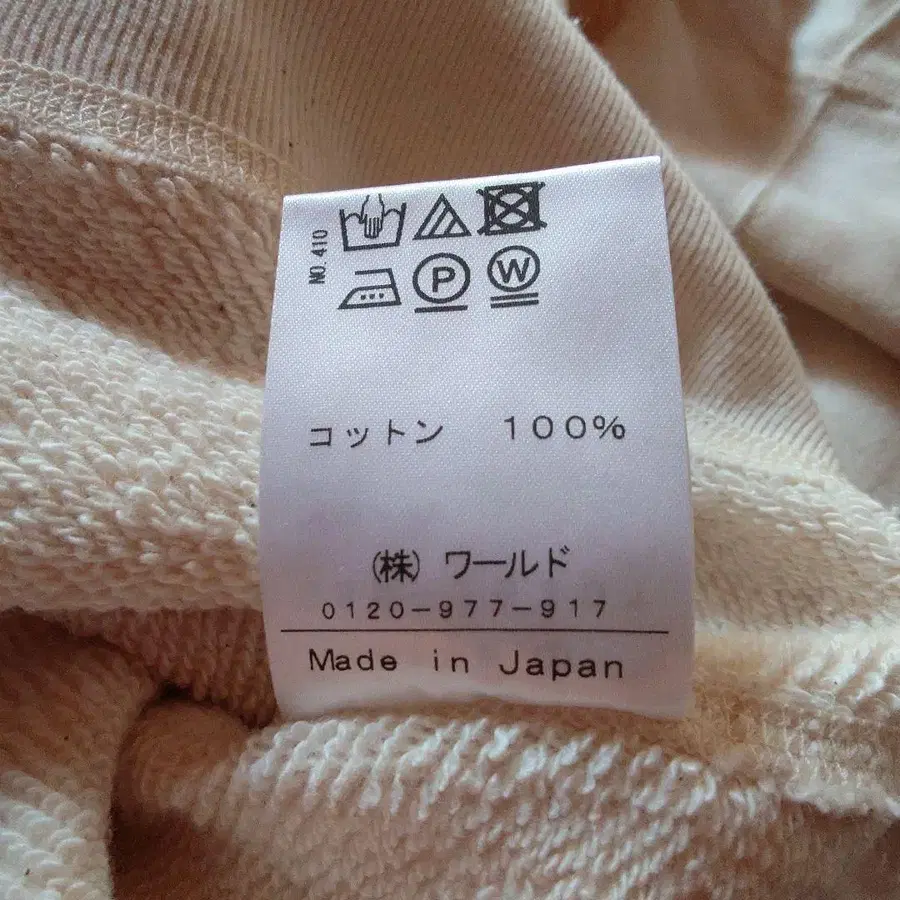 NO.410
P W
コットン 100%
(株) ワールド
0120-977-917
Made in Japan